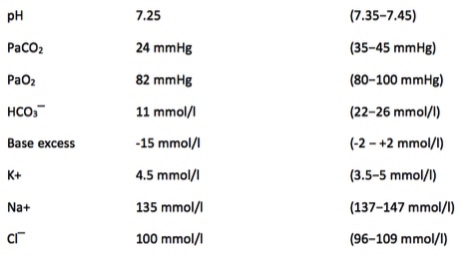 pH 7.25 (7.35–7.45)
PaCO₂ 24 mmHg (35–45 mmHg)
PaO₂ 82 mmHg (80–100 mmHg)
HCO₃⁻ 11 mmol/l (22–26 mmol/l)
Base excess -15 mmol/l (-2 – +2 mmol/l)
K+ 4.5 mmol/l (3.5–5 mmol/l)
Na+ 135 mmol/l (137–147 mmol/l)
Cl⁻ 100 mmol/l (96–109 mmol/l)